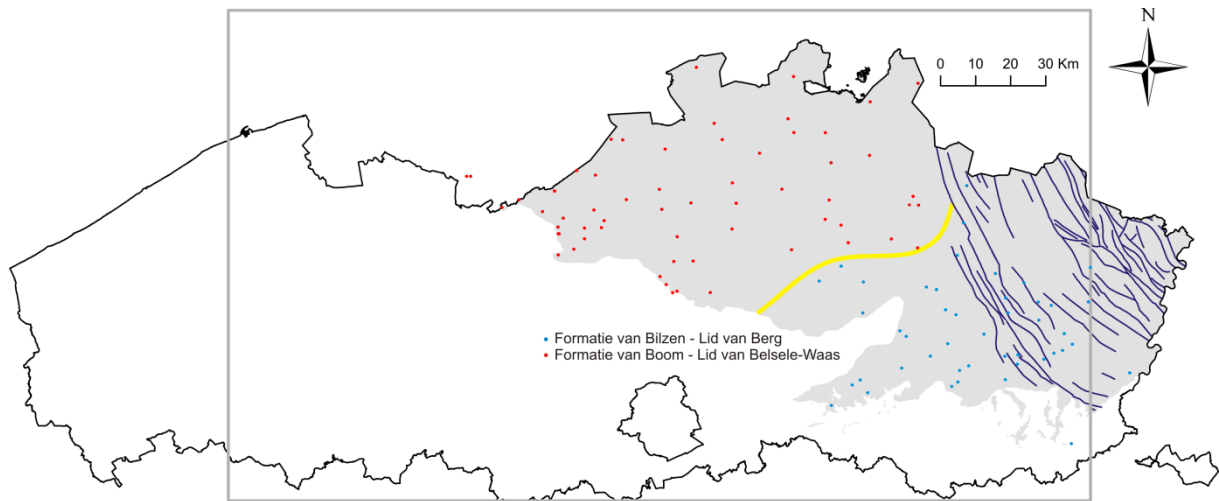 N
0 10 20 30 Km
Formatie van Bilzen - Lid van Berg
Formatie van Boom - Lid van Belsele-Waas